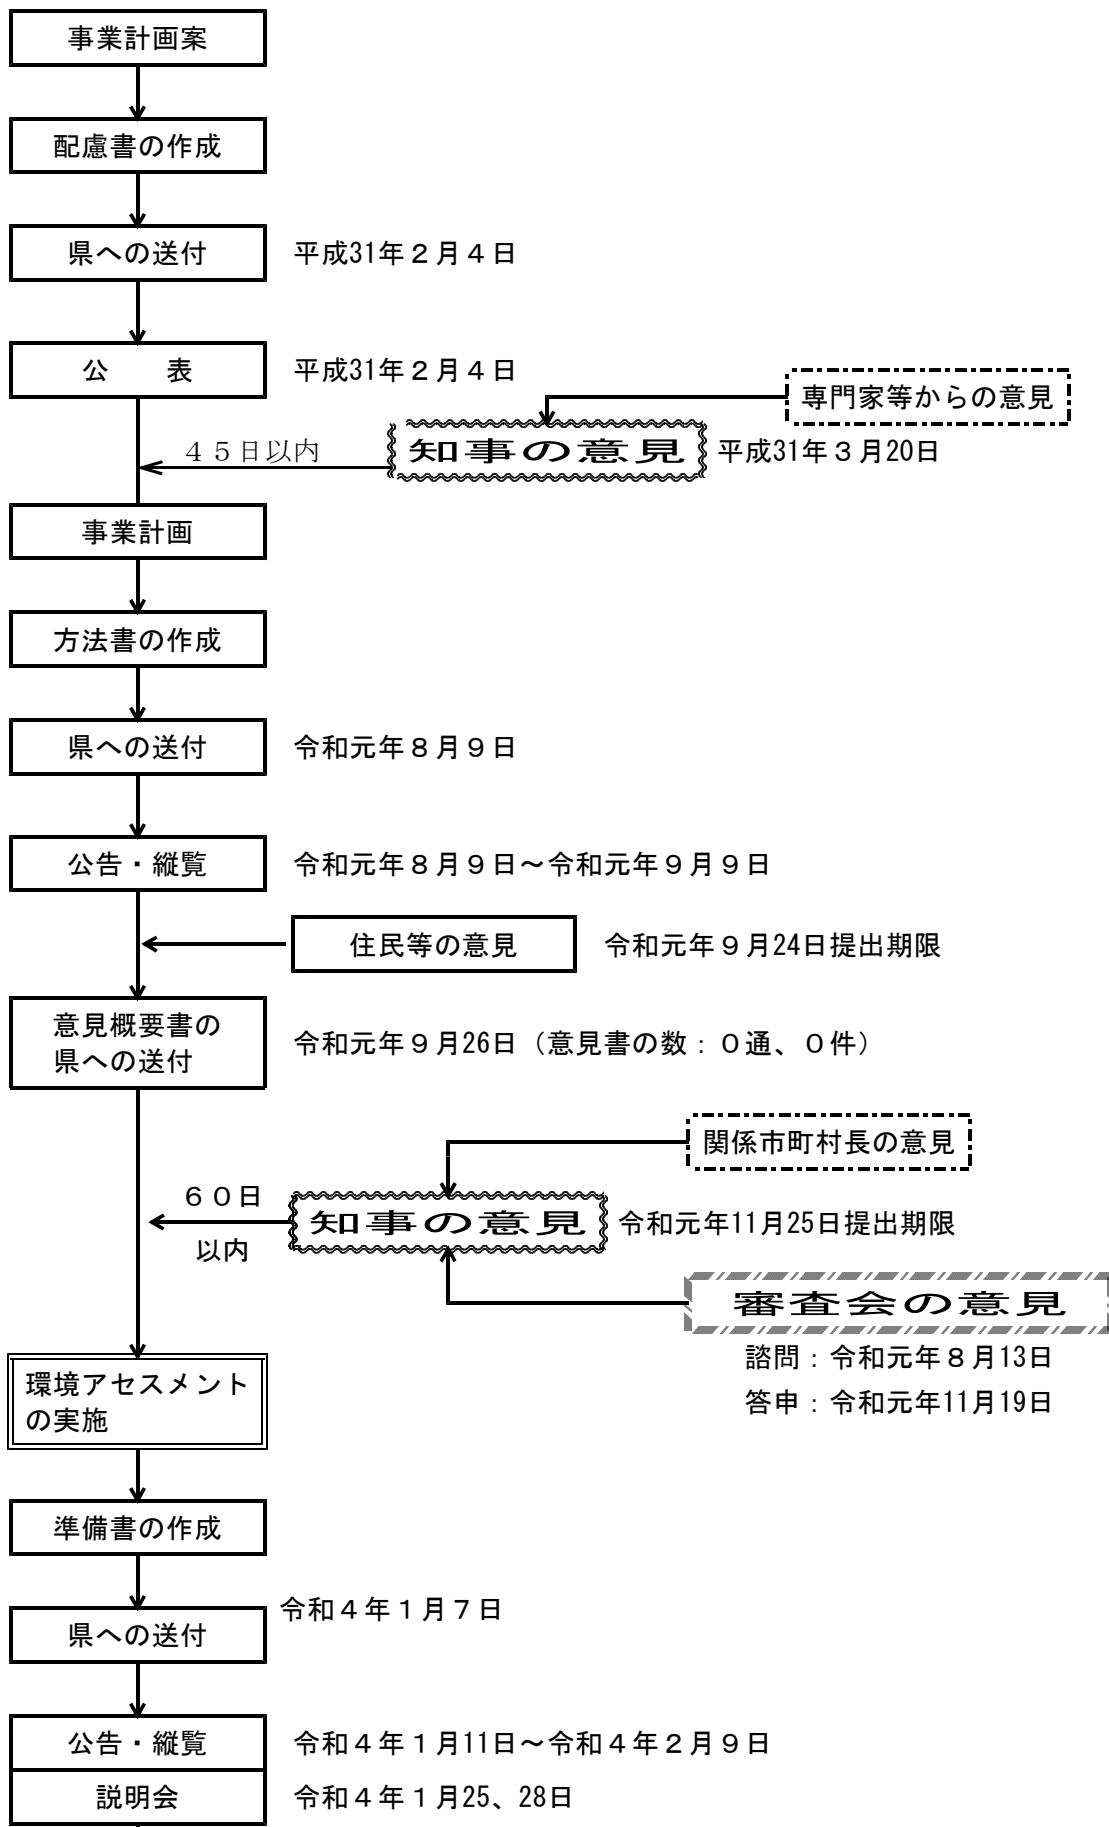 事業計画案
配慮書の作成
県への送付　平成31年２月４日
公　　表　平成31年２月４日
専門家等からの意見
４５日以内　知事の意見　平成31年３月20日
事業計画
方法書の作成
県への送付　令和元年８月９日
公告・縦覧　令和元年８月９日～令和元年９月９日
住民等の意見　令和元年９月24日提出期限
意見概要書の
県への送付
令和元年９月26日（意見書の数：０通、０件）
関係市町村長の意見
６０日
以内
知事の意見　令和元年11月25日提出期限
審査会の意見
諮問：令和元年８月13日
答申：令和元年11月19日
環境アセスメント
の実施
準備書の作成
令和４年１月７日
県への送付
公告・縦覧　令和４年１月11日～令和４年２月９日
説明会　令和４年１月25、28日